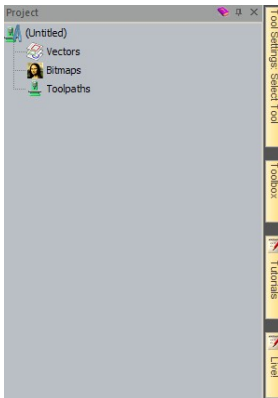 Project
(Untitled)
Vectors
Bitmaps
Toolpaths
Tool Settings: Select Tool
Toolbox
Tutorials
Live!